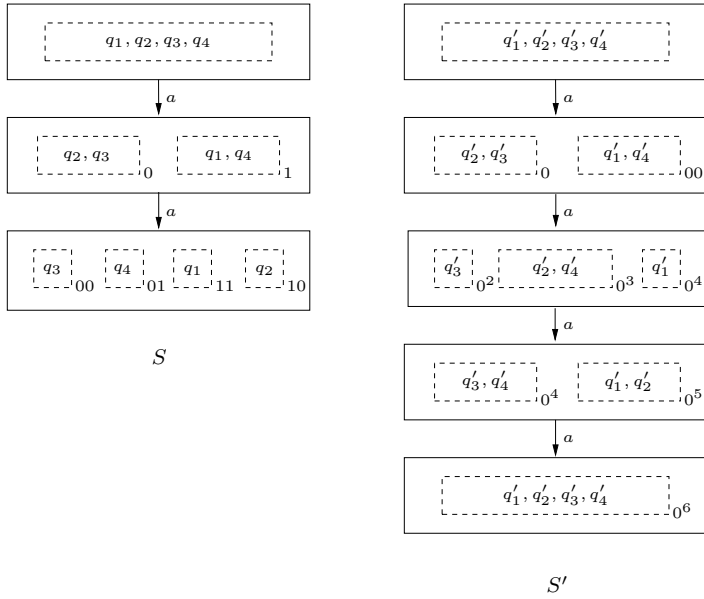 q₁, q₂, q₃, q₄
a
q₂, q₃ 0 q₁, q₄ 1
a
q₃ 00 q₄ 01 q₁ 11 q₂ 10
S
q′₁, q′₂, q′₃, q′₄
a
q′₂, q′₃ 0 q′₁, q′₄ 00
a
q′₃ 0² q′₂, q′₄ 0³ q′₁ 0⁴
a
q′₃, q′₄ 0⁴ q′₁, q′₂ 0⁵
a
q′₁, q′₂, q′₃, q′₄ 0⁶
S′